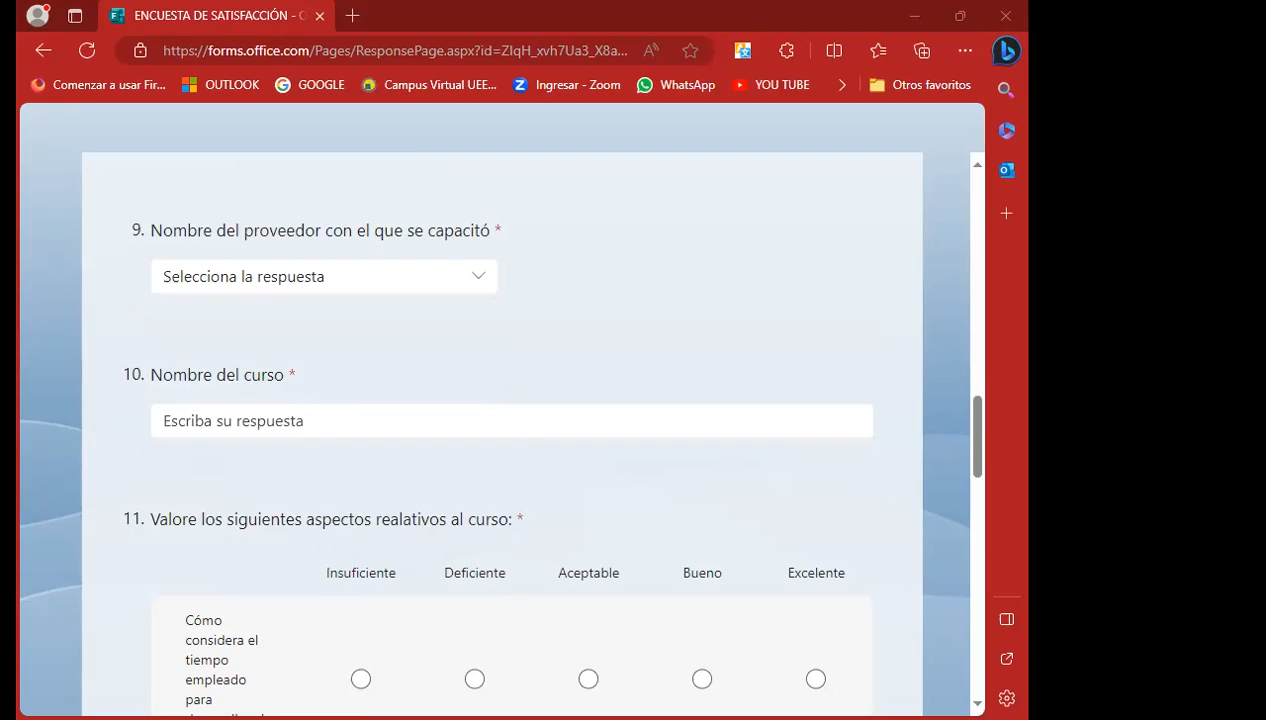 ENCUESTA DE SATISFACCIÓN -
https://forms.office.com/Pages/ResponsePage.aspx?id=ZIqH_xvh7Ua3_X8a...
Comenzar a usar Fir... OUTLOOK GOOGLE Campus Virtual UEE... Ingresar - Zoom WhatsApp YOU TUBE Otros favoritos
9. Nombre del proveedor con el que se capacitó *
Selecciona la respuesta
10. Nombre del curso *
Escriba su respuesta
11. Valore los siguientes aspectos realativos al curso: *
Insuficiente Deficiente Aceptable Bueno Excelente
Cómo
considera el
tiempo
empleado
para